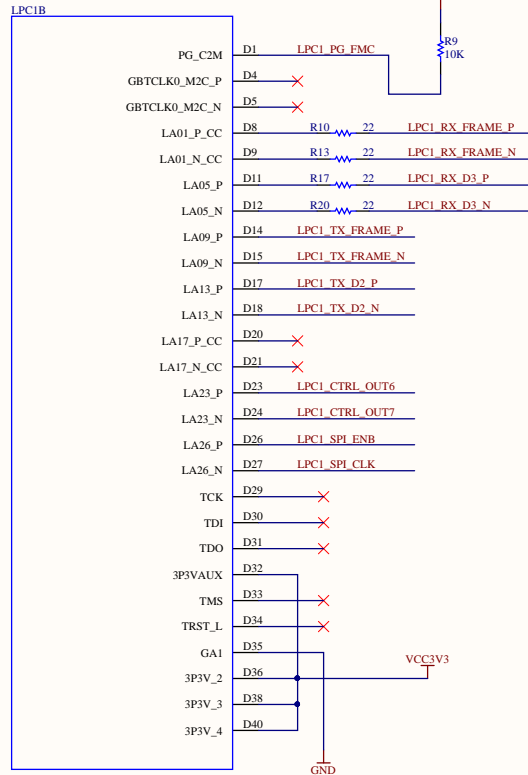 LPC1B
R9
10K
PG_C2M D1 LPC1_PG_FMC
GBTCLK0_M2C_P D4
GBTCLK0_M2C_N D5
LA01_P_CC D8 R10 22 LPC1_RX_FRAME_P
LA01_N_CC D9 R13 22 LPC1_RX_FRAME_N
LA05_P D11 R17 22 LPC1_RX_D3_P
LA05_N D12 R20 22 LPC1_RX_D3_N
LA09_P D14 LPC1_TX_FRAME_P
LA09_N D15 LPC1_TX_FRAME_N
LA13_P D17 LPC1_TX_D2_P
LA13_N D18 LPC1_TX_D2_N
LA17_P_CC D20
LA17_N_CC D21
LA23_P D23 LPC1_CTRL_OUT6
LA23_N D24 LPC1_CTRL_OUT7
LA26_P D26 LPC1_SPI_ENB
LA26_N D27 LPC1_SPI_CLK
TCK D29
TDI D30
TDO D31
3P3VAUX D32
TMS D33
TRST_L D34
GA1 D35
3P3V_2 D36 VCC3V3
3P3V_3 D38
3P3V_4 D40
GND